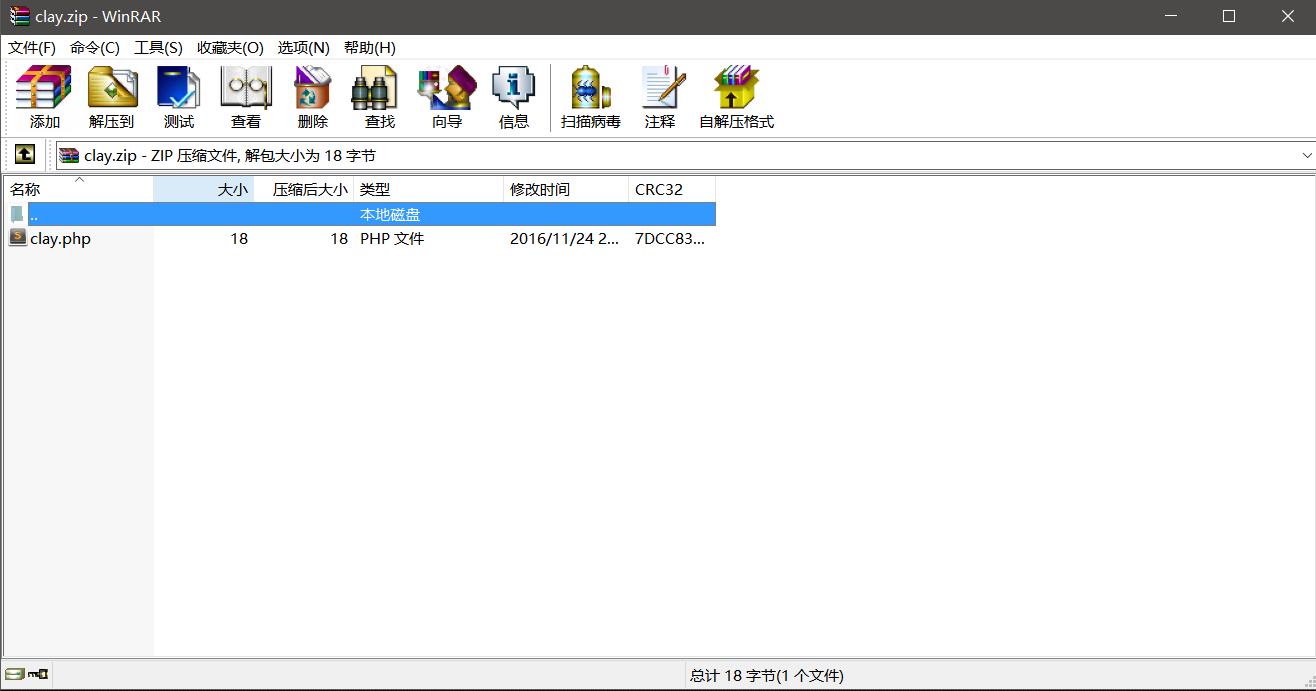 clay.zip - WinRAR
文件(F) 命令(C) 工具(S) 收藏夹(O) 选项(N) 帮助(H)
添加 解压到 测试 查看 删除 查找 向导 信息 扫描病毒 注释 自解压格式
clay.zip - ZIP 压缩文件, 解包大小为 18 字节
名称 大小 压缩后大小 类型 修改时间 CRC32
.. 本地磁盘
clay.php 18 18 PHP 文件 2016/11/24 2... 7DCC83...
总计 18 字节(1 个文件)